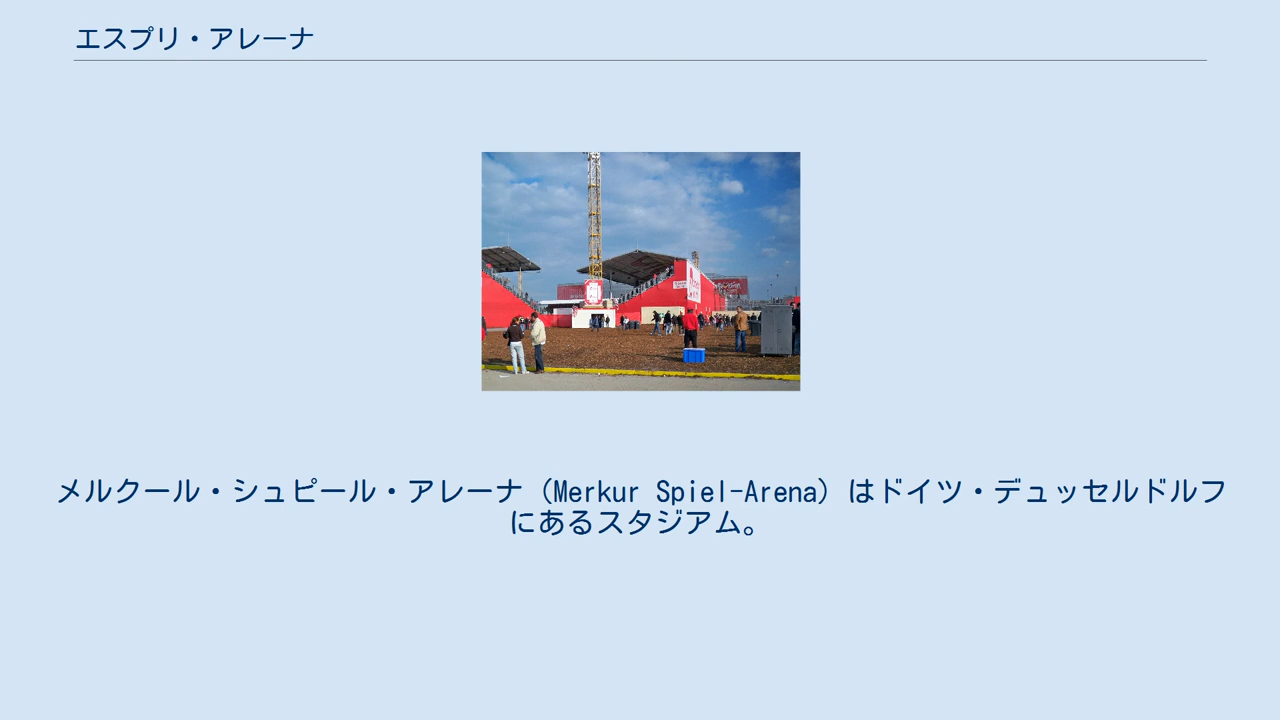 エスプリ・アレーナ
メルクール・シュピール・アレーナ（Merkur Spiel-Arena）はドイツ・デュッセルドルフ
にあるスタジアム。